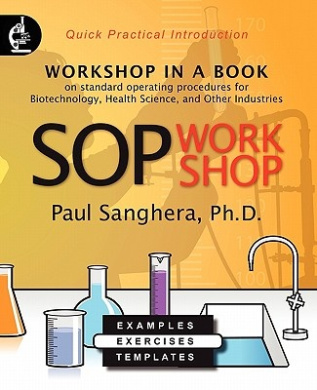 Quick Practical Introduction
WORKSHOP IN A BOOK
on standard operating procedures for
Biotechnology, Health Science, and Other Industries
SOP WORK
SHOP
Paul Sanghera, Ph.D.
EXAMPLES
EXERCISES
TEMPLATES